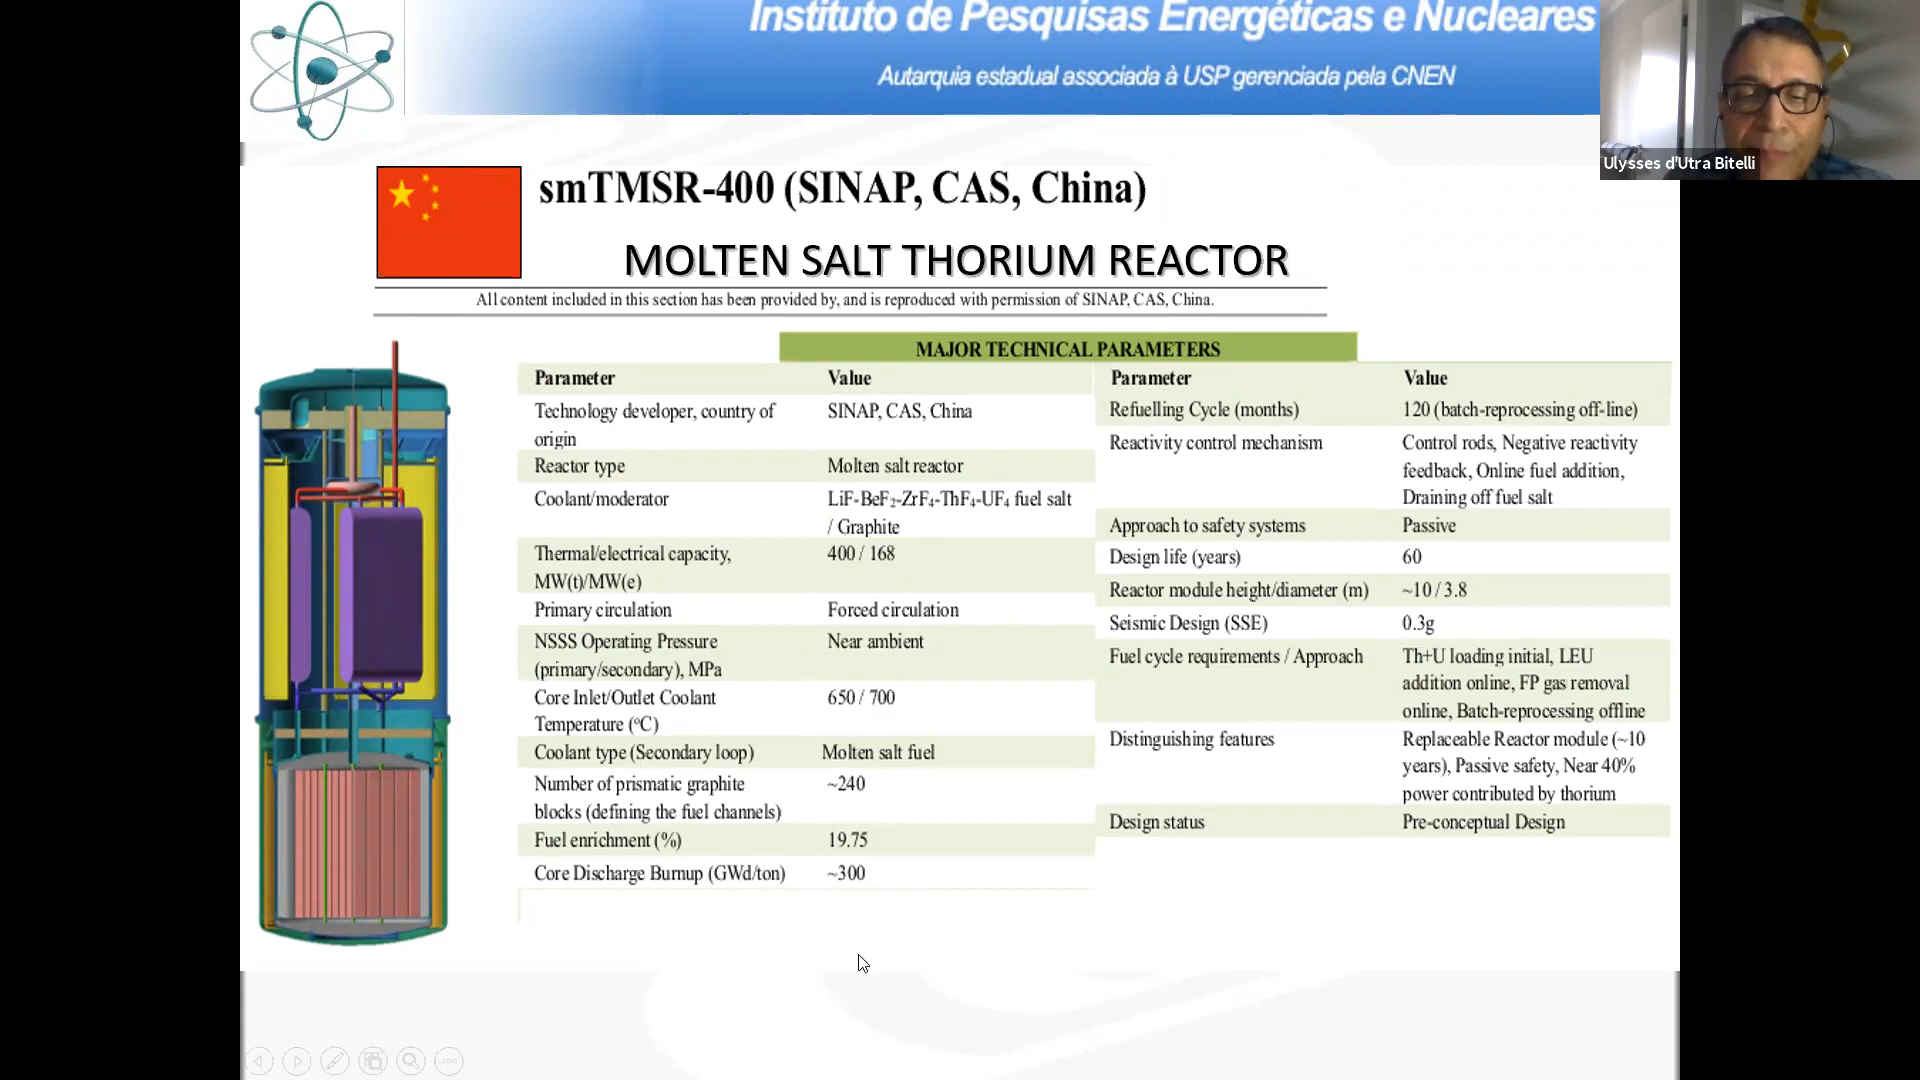 Instituto de Pesquisas Energéticas e Nucleares
Autarquia estadual associada à USP gerenciada pela CNEN
Ulysses d'Utra Bitelli
smTMSR-400 (SINAP, CAS, China)
MOLTEN SALT THORIUM REACTOR
All content included in this section has been provided by, and is reproduced with permission of SINAP, CAS, China.
MAJOR TECHNICAL PARAMETERS
Parameter Value
Technology developer, country of SINAP, CAS, China
origin
Reactor type Molten salt reactor
Coolant/moderator LiF-BeF₂-ZrF₄-ThF₄-UF₄ fuel salt
/ Graphite
Thermal/electrical capacity, 400 / 168
MW(t)/MW(e)
Primary circulation Forced circulation
NSSS Operating Pressure Near ambient
(primary/secondary), MPa
Core Inlet/Outlet Coolant 650 / 700
Temperature (°C)
Coolant type (Secondary loop) Molten salt fuel
Number of prismatic graphite ~240
blocks (defining the fuel channels)
Fuel enrichment (%) 19.75
Core Discharge Burnup (GWd/ton) ~300
Parameter Value
Refuelling Cycle (months) 120 (batch-reprocessing off-line)
Reactivity control mechanism Control rods, Negative reactivity
feedback, Online fuel addition,
Draining off fuel salt
Approach to safety systems Passive
Design life (years) 60
Reactor module height/diameter (m) ~10 / 3.8
Seismic Design (SSE) 0.3g
Fuel cycle requirements / Approach Th+U loading initial, LEU
addition online, FP gas removal
online, Batch-reprocessing offline
Distinguishing features Replaceable Reactor module (~10
years), Passive safety, Near 40%
power contributed by thorium
Design status Pre-conceptual Design